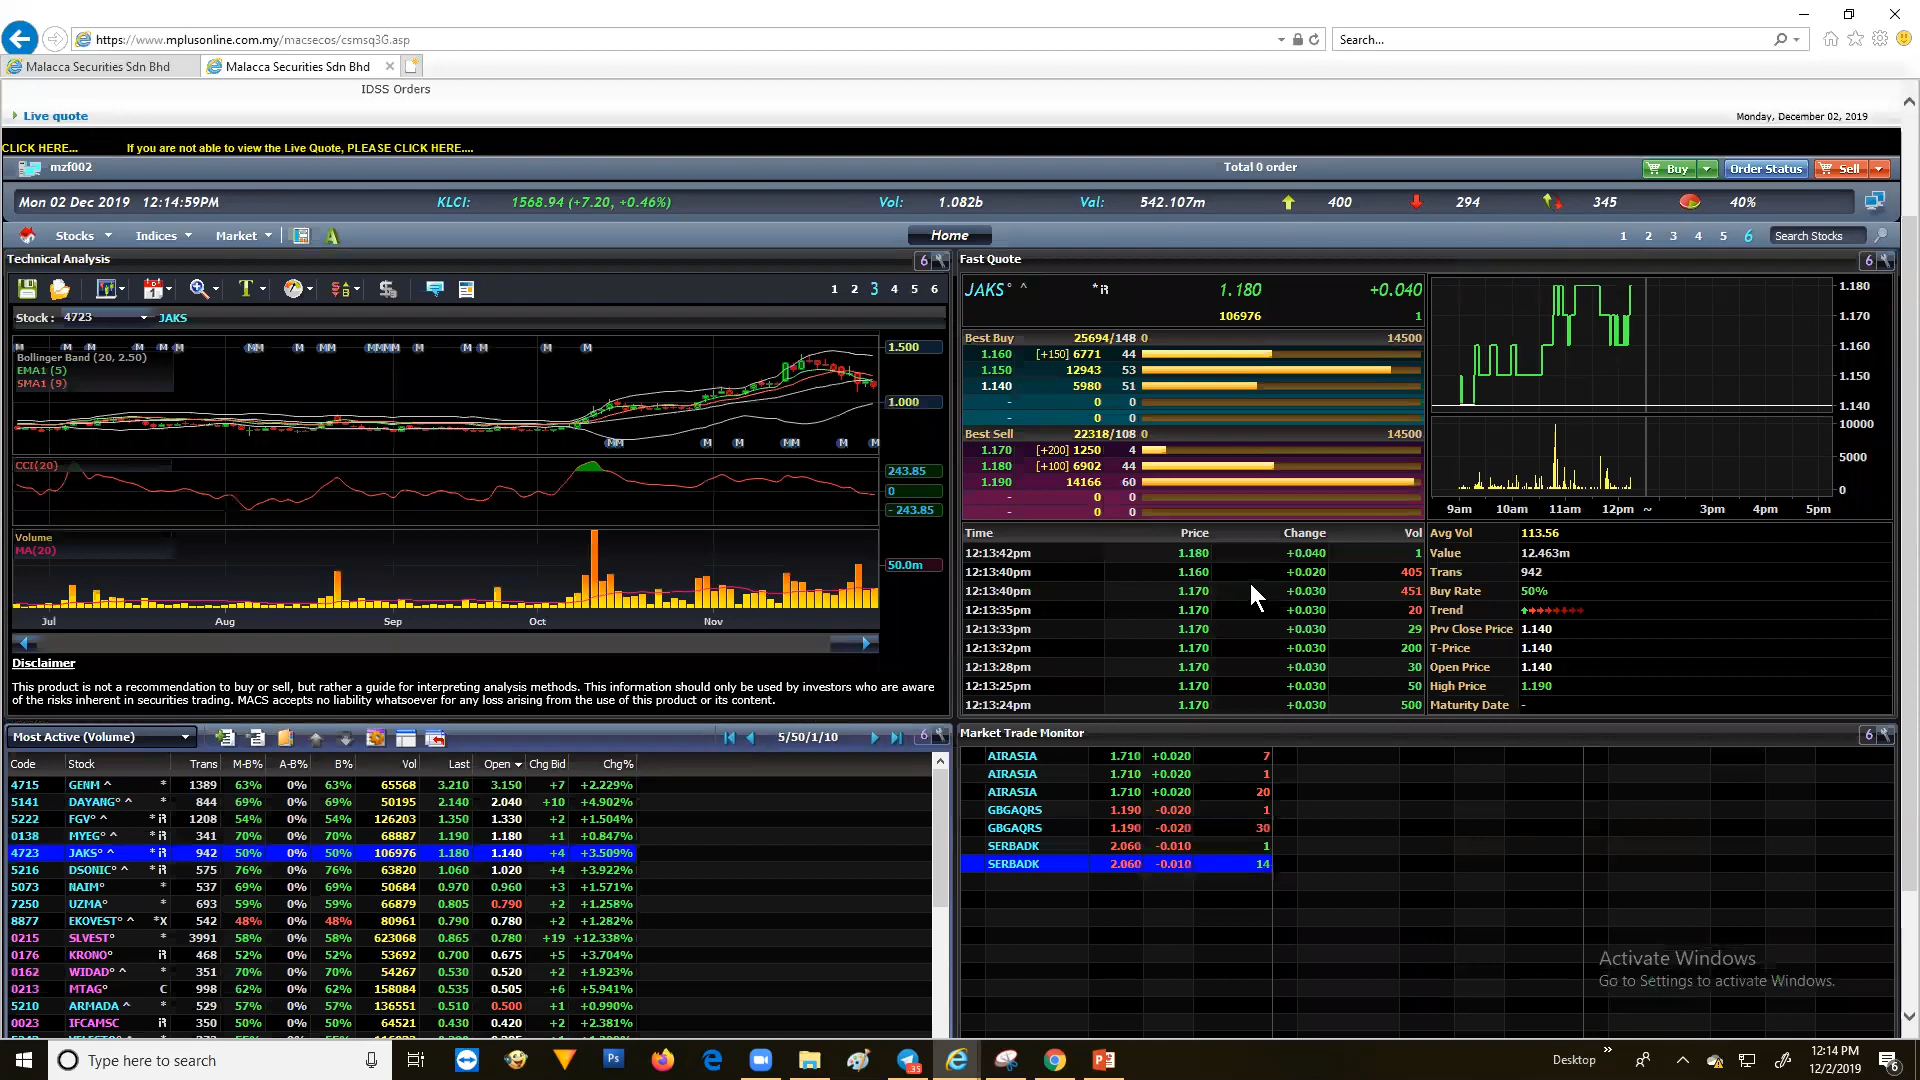 https://www.mplusonline.com.my/macsecos/csmsq3G.asp
Search...
Malacca Securities Sdn Bhd
Malacca Securities Sdn Bhd
IDSS Orders
Live quote
Monday, December 02, 2019
CLICK HERE... If you are not able to view the Live Quote, PLEASE CLICK HERE....
mzf002
Total 0 order
Buy
Order Status
Sell
Mon 02 Dec 2019 12:14:59PM KLCI: 1568.94 (+7.20, +0.46%) Vol: 1.082b Val: 542.107m 400 294 345 40%
Stocks Indices Market Home 1 2 3 4 5 6 Search Stocks
Technical Analysis 6
1 2 3 4 5 6
Stock: 4723 JAKS
Bollinger Band (20, 2.50)
EMA1 (5)
SMA1 (9)
1.500
1.000
CCI(20)
243.85
0
- 243.85
Volume
MA(20)
50.0m
Jul Aug Sep Oct Nov
Disclaimer
This product is not a recommendation to buy or sell, but rather a guide for interpreting analysis methods. This information should only be used by investors who are aware
of the risks inherent in securities trading. MACS accepts no liability whatsoever for any loss arising from the use of this product or its content.
Fast Quote 6
JAKS° ^ *iR 1.180 +0.040
106976 1
Best Buy 25694/148 0 14500
1.160 [+150] 6771 44
1.150 12943 53
1.140 5980 51
- 0 0
- 0 0
Best Sell 22318/108 0 14500
1.170 [+200] 1250 4
1.180 [+100] 6902 44
1.190 14166 60
- 0 0
- 0 0
1.180
1.170
1.160
1.150
1.140
10000
5000
0
9am 10am 11am 12pm ~ 3pm 4pm 5pm
Time Price Change Vol
12:13:42pm 1.180 +0.040 1
12:13:40pm 1.160 +0.020 405
12:13:40pm 1.170 +0.030 451
12:13:35pm 1.170 +0.030 20
12:13:33pm 1.170 +0.030 29
12:13:32pm 1.170 +0.030 200
12:13:28pm 1.170 +0.030 30
12:13:25pm 1.170 +0.030 50
12:13:24pm 1.170 +0.030 500
Avg Vol 113.56
Value 12.463m
Trans 942
Buy Rate 50%
Trend
Prv Close Price 1.140
T-Price 1.140
Open Price 1.140
High Price 1.190
Maturity Date -
Most Active (Volume) 5/50/1/10 6
Code Stock Trans M-B% A-B% B% Vol Last Open Chg Bid Chg%
4715 GENM ^ * 1389 63% 0% 63% 65568 3.210 3.150 +7 +2.229%
5141 DAYANG° ^ * 844 69% 0% 69% 50195 2.140 2.040 +10 +4.902%
5222 FGV° ^ *iR 1208 54% 0% 54% 126203 1.350 1.330 +2 +1.504%
0138 MYEG° ^ *iR 341 70% 0% 70% 68887 1.190 1.180 +1 +0.847%
4723 JAKS° ^ *iR 942 50% 0% 50% 106976 1.180 1.140 +4 +3.509%
5216 DSONIC° ^ *iR 575 76% 0% 76% 63820 1.060 1.020 +4 +3.922%
5073 NAIM° * 537 69% 0% 69% 50684 0.970 0.960 +3 +1.571%
7250 UZMA° * 693 59% 0% 59% 66879 0.805 0.790 +2 +1.258%
8877 EKOVEST° ^ *X 542 48% 0% 48% 80961 0.790 0.780 +2 +1.282%
0215 SLVEST° * 3991 58% 0% 58% 623068 0.865 0.780 +19 +12.338%
0176 KRONO° iR 468 52% 0% 52% 53692 0.700 0.675 +5 +3.704%
0162 WIDAD° ^ * 351 70% 0% 70% 54267 0.530 0.520 +2 +1.923%
0213 MTAG° C 998 62% 0% 62% 158084 0.535 0.505 +6 +5.941%
5210 ARMADA ^ * 529 57% 0% 57% 136551 0.510 0.500 +1 +0.990%
0023 IFCAMSC iR 350 50% 0% 50% 64521 0.430 0.420 +2 +2.381%
Market Trade Monitor 6
AIRASIA 1.710 +0.020 7
AIRASIA 1.710 +0.020 1
AIRASIA 1.710 +0.020 20
GBGAQRS 1.190 -0.020 1
GBGAQRS 1.190 -0.020 30
SERBADK 2.060 -0.010 1
SERBADK 2.060 -0.010 14
Activate Windows
Go to Settings to activate Windows.
Type here to search
Ps
35
Desktop
12:14 PM
12/2/2019
6